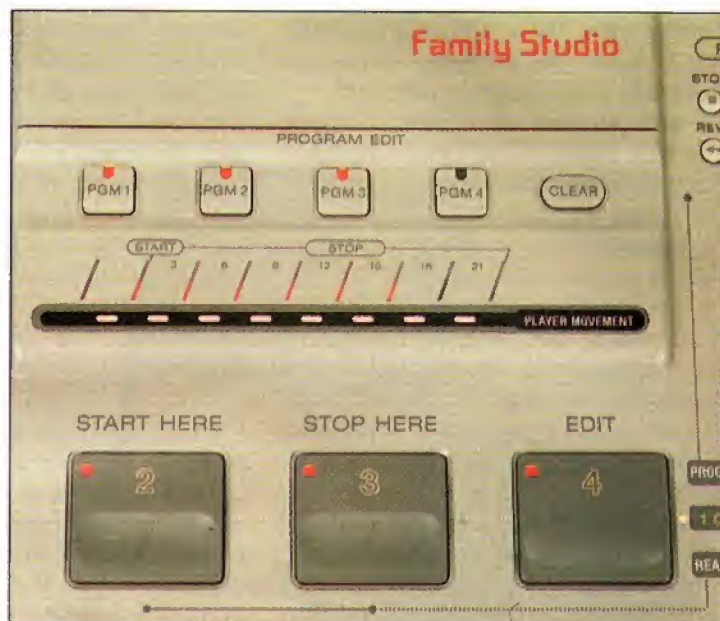 Family Studio
PROGRAM EDIT
PGM 1 PGM 2 PGM 3 PGM 4 CLEAR
START STOP
3 6 9 12 15 18 21
PLAYER MOVEMENT
START HERE STOP HERE EDIT
2 3 4